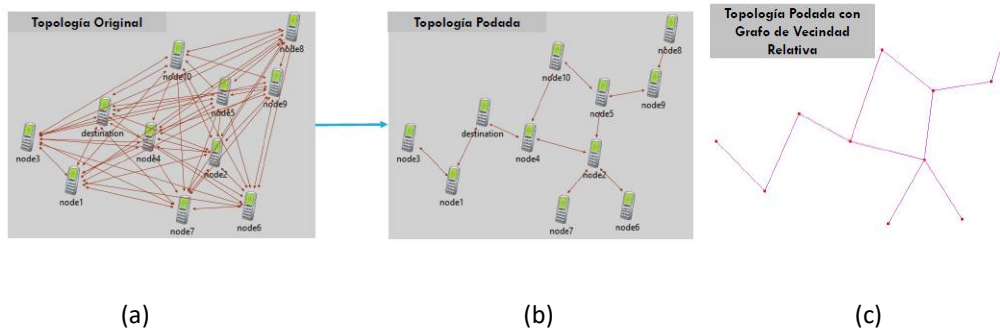 Topología Original
node8
node10
node9
node5
destination
node3
node4
node2
node1
node7
node6
(a)
Topología Podada
node8
node10
node9
node5
destination
node3
node4
node2
node1
node7
node6
(b)
Topología Podada con
Grafo de Vecindad
Relativa
(c)